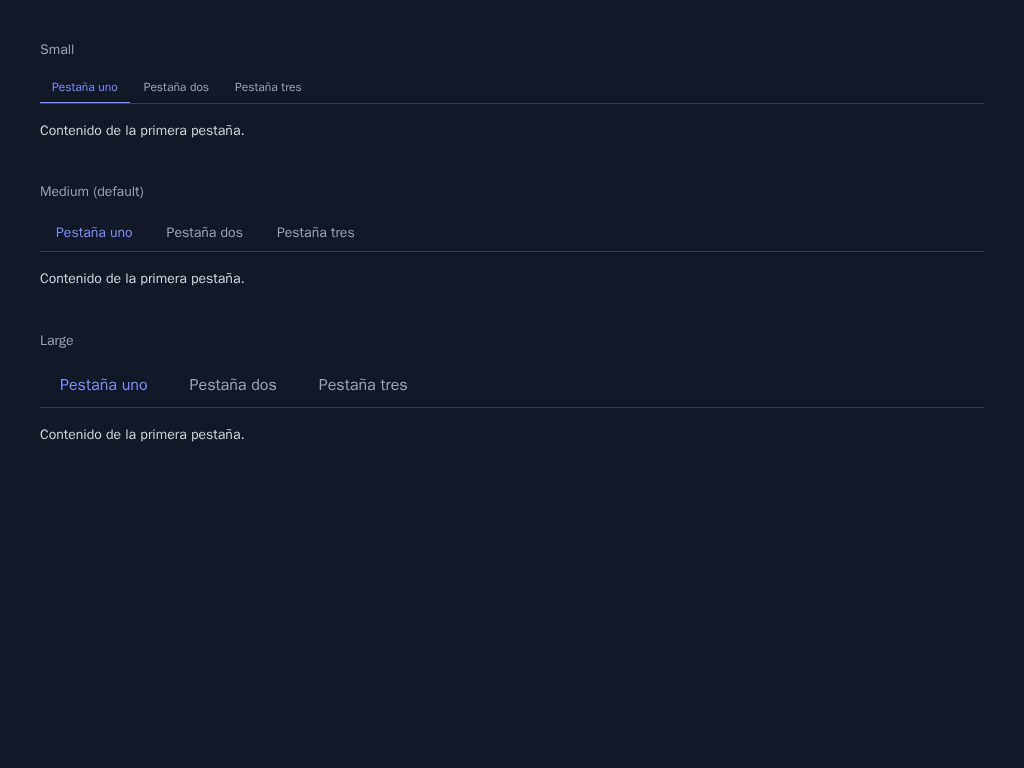 Small
Pestaña uno Pestaña dos Pestaña tres
Contenido de la primera pestaña.
Medium (default)
Pestaña uno Pestaña dos Pestaña tres
Contenido de la primera pestaña.
Large
Pestaña uno Pestaña dos Pestaña tres
Contenido de la primera pestaña.